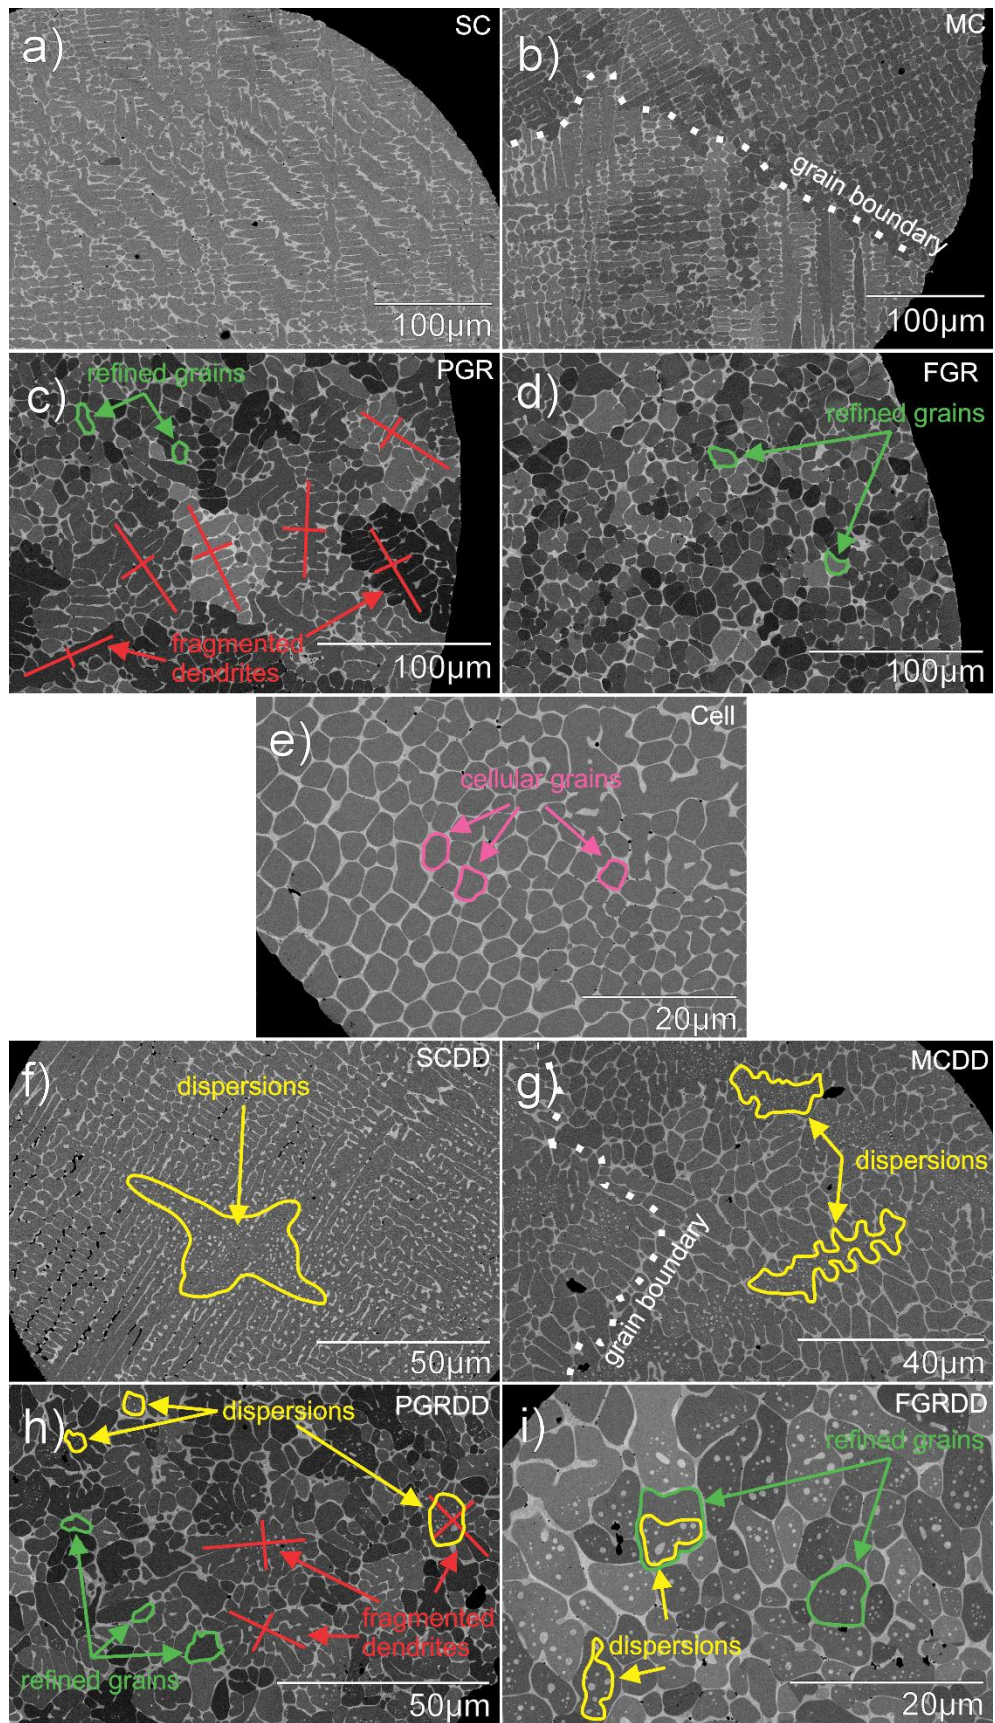 a)
SC
100µm
b)
MC
grain boundary
100µm
c)
PGR
refined grains
fragmented
dendrites
100µm
d)
FGR
refined grains
100µm
e)
Cell
cellular grains
20µm
f)
SCDD
dispersions
50µm
g)
MCDD
dispersions
grain boundary
40µm
h)
PGRDD
dispersions
fragmented
dendrites
refined grains
50µm
i)
FGRDD
refined grains
dispersions
20µm